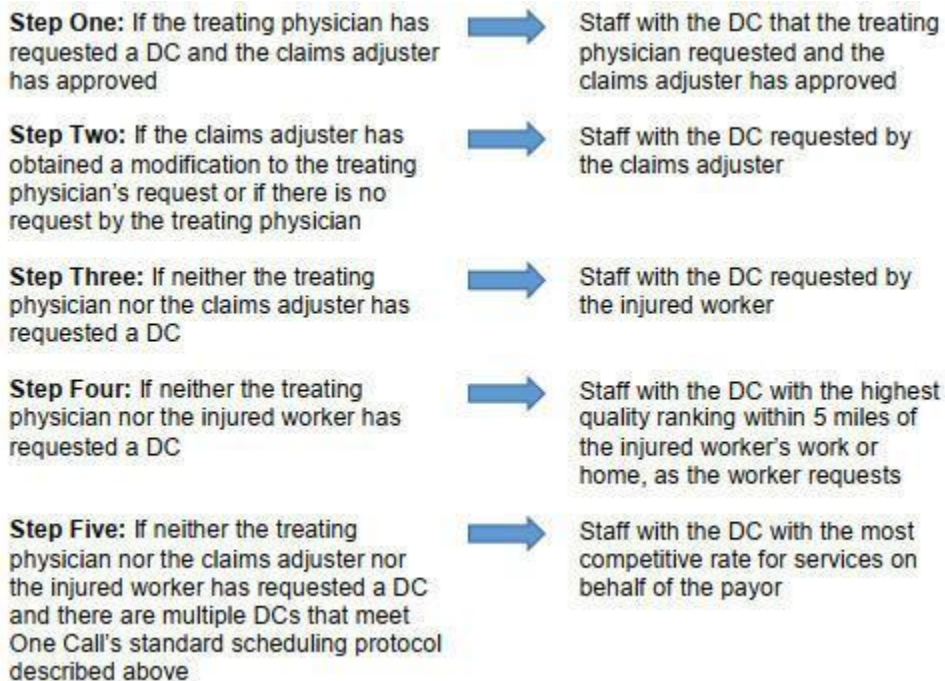 Step One: If the treating physician has
requested a DC and the claims adjuster
has approved
Staff with the DC that the treating
physician requested and the
claims adjuster has approved
Step Two: If the claims adjuster has
obtained a modification to the treating
physician's request or if there is no
request by the treating physician
Staff with the DC requested by
the claims adjuster
Step Three: If neither the treating
physician nor the claims adjuster has
requested a DC
Staff with the DC requested by
the injured worker
Step Four: If neither the treating
physician nor the injured worker has
requested a DC
Staff with the DC with the highest
quality ranking within 5 miles of
the injured worker's work or
home, as the worker requests
Step Five: If neither the treating
physician nor the claims adjuster nor
the injured worker has requested a DC
and there are multiple DCs that meet
One Call's standard scheduling protocol
described above
Staff with the DC with the most
competitive rate for services on
behalf of the payor